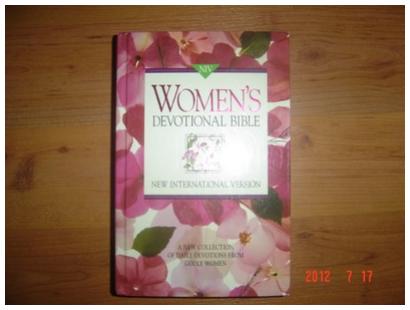 NIV
WOMEN'S
DEVOTIONAL BIBLE
NEW INTERNATIONAL VERSION
A NEW COLLECTION
OF DAILY DEVOTIONS FROM
GODLY WOMEN
2012 7 17